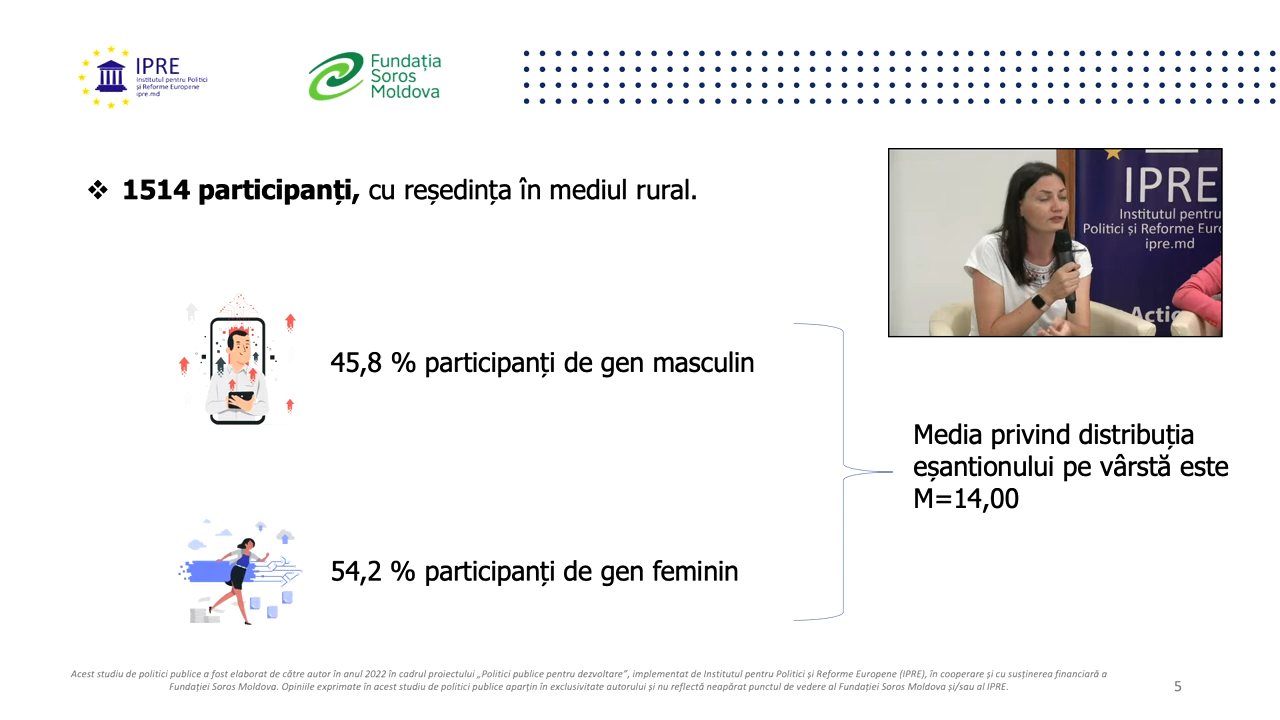 IPRE
Institutul pentru Politici
și Reforme Europene
ipre.md
Fundația
Soros
Moldova
❖ 1514 participanți, cu reședința în mediul rural.
IPRE
Institutul pentru
Politici și Reforme Euro
ipre.md
Actio
45,8 % participanți de gen masculin
Media privind distribuția
eșantionului pe vârstă este
M=14,00
54,2 % participanți de gen feminin
Acest studiu de politici publice a fost elaborat de către autor în anul 2022 în cadrul proiectului „Politici publice pentru dezvoltare”, implementat de Institutul pentru Politici și Reforme Europene (IPRE), în cooperare și cu susținerea financiară a
Fundației Soros Moldova. Opiniile exprimate în acest studiu de politici publice aparțin în exclusivitate autorului și nu reflectă neapărat punctul de vedere al Fundației Soros Moldova și/sau al IPRE.
5